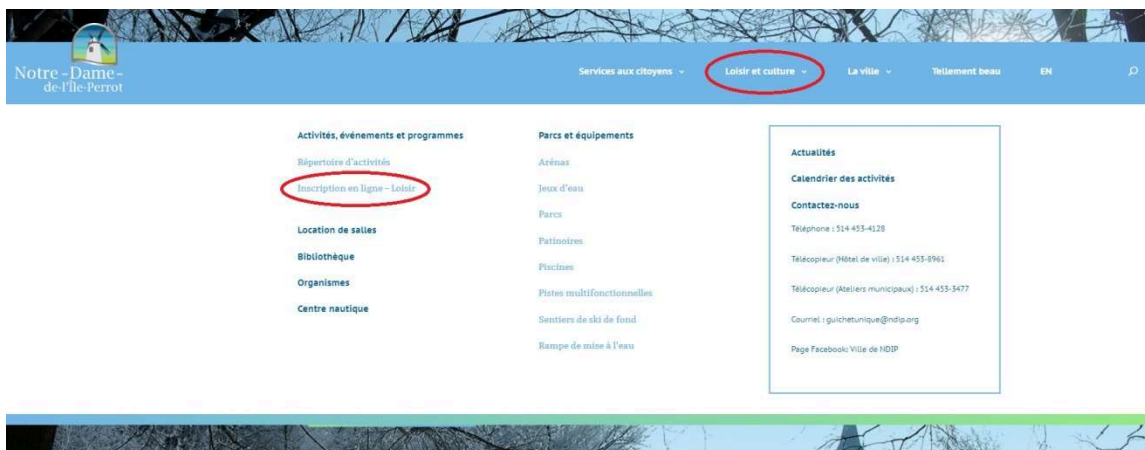 Notre-Dame-
de-l'Île-Perrot
Services aux citoyens
Loisir et culture
La ville
Tellement beau
EN
Activités, événements et programmes
Répertoire d'activités
Inscription en ligne – Loisir
Location de salles
Bibliothèque
Organismes
Centre nautique
Parcs et équipements
Arénas
Jeux d'eau
Parcs
Patinoires
Piscines
Pistes multifonctionnelles
Sentiers de ski de fond
Rampe de mise à l'eau
Actualités
Calendrier des activités
Contactez-nous
Téléphone : 514 453-4128
Télécopieur (Hôtel de ville) : 514 453-8961
Télécopieur (Ateliers municipaux) : 514 453-3477
Courriel : guichetunique@ndip.org
Page Facebook: Ville de NDIP